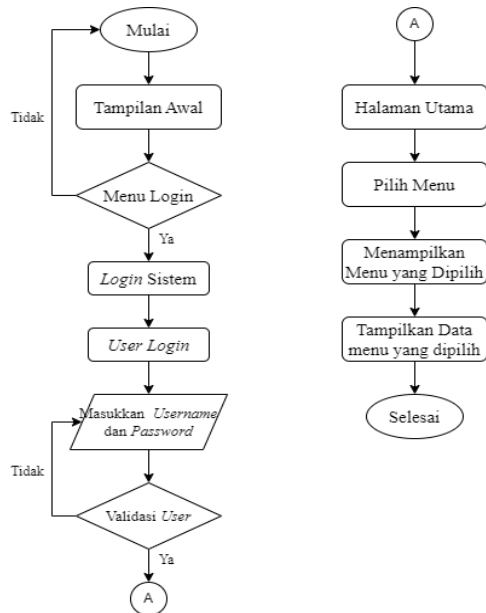 Mulai
Tampilan Awal
Tidak
Menu Login
Ya
Login Sistem
User Login
Masukkan Username
dan Password
Tidak
Validasi User
Ya
A
A
Halaman Utama
Pilih Menu
Menampilkan
Menu yang Dipilih
Tampilkan Data
menu yang dipilih
Selesai